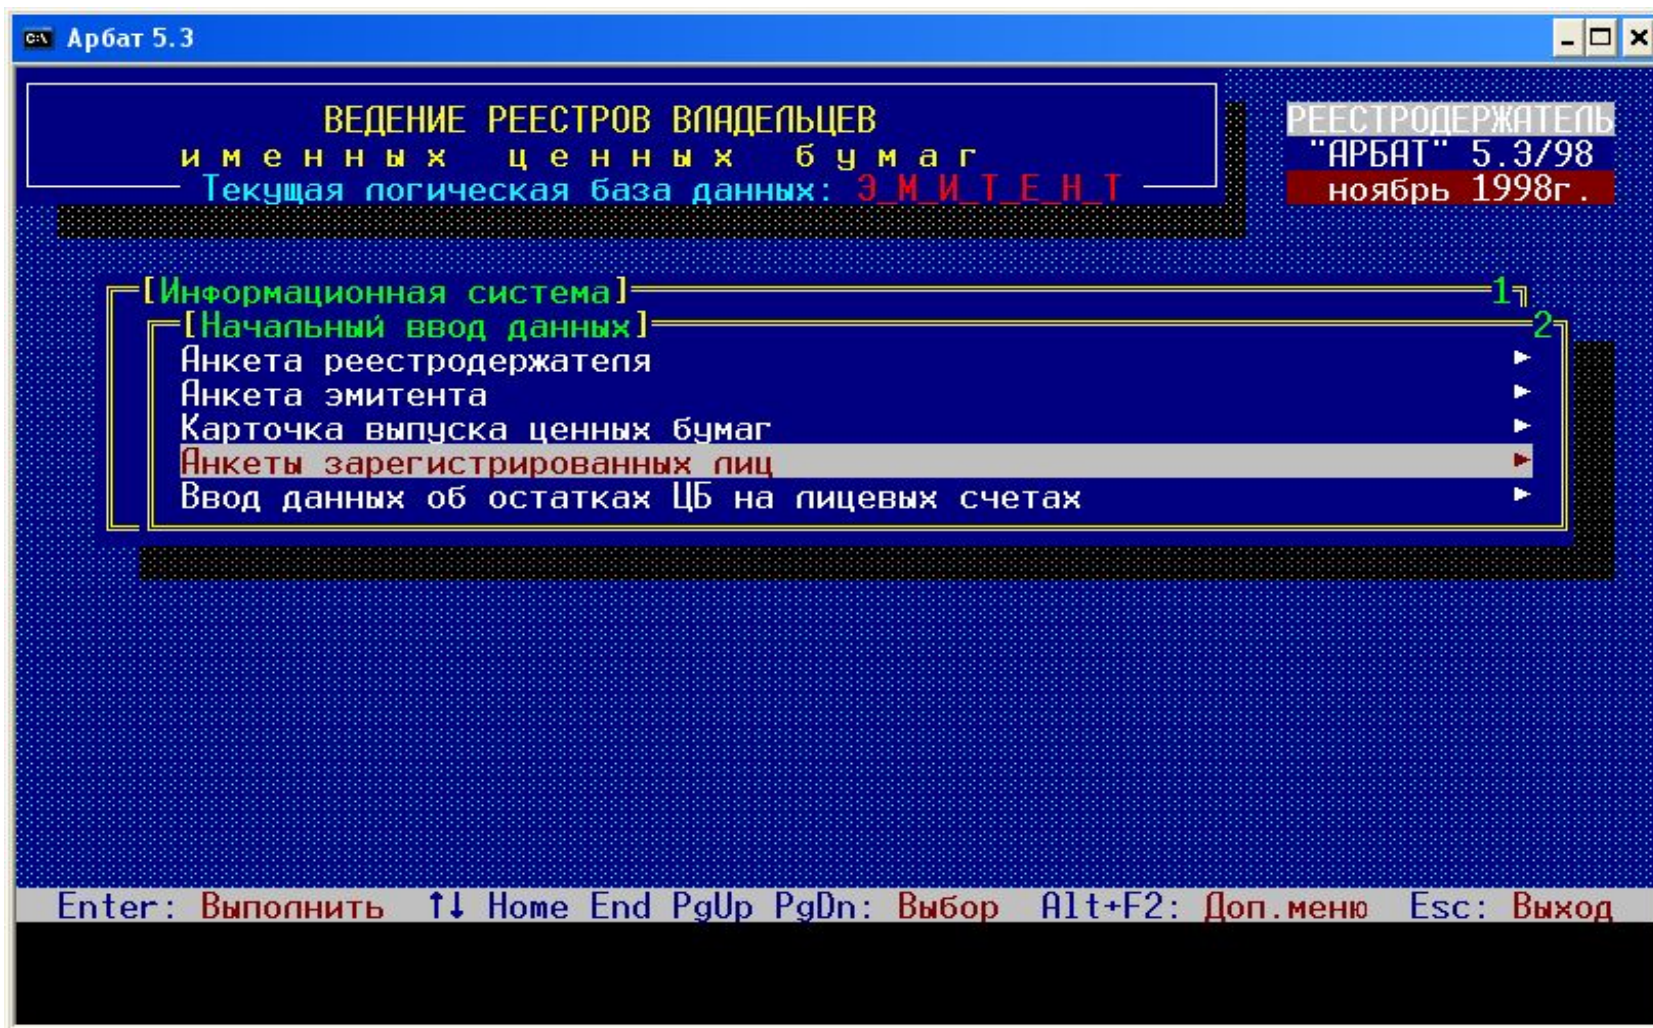 Арбат 5.3
ВЕДЕНИЕ РЕЕСТРОВ ВЛАДЕЛЬЦЕВ
и м е н н ы х ц е н н ы х б у м а г
Текущая логическая база данных: Э_М_И_Т_Е_Н_Т
РЕЕСТРОДЕРЖАТЕЛЬ
"АРБАТ" 5.3/98
ноябрь 1998г.
[Информационная система] 1
[Начальный ввод данных] 2
Анкета реестродержателя ►
Анкета эмитента ►
Карточка выпуска ценных бумаг ►
Анкеты зарегистрированных лиц ►
Ввод данных об остатках ЦБ на лицевых счетах ►
Enter: Выполнить ↑↓ Home End PgUp PgDn: Выбор Alt+F2: Доп.меню Esc: Выход